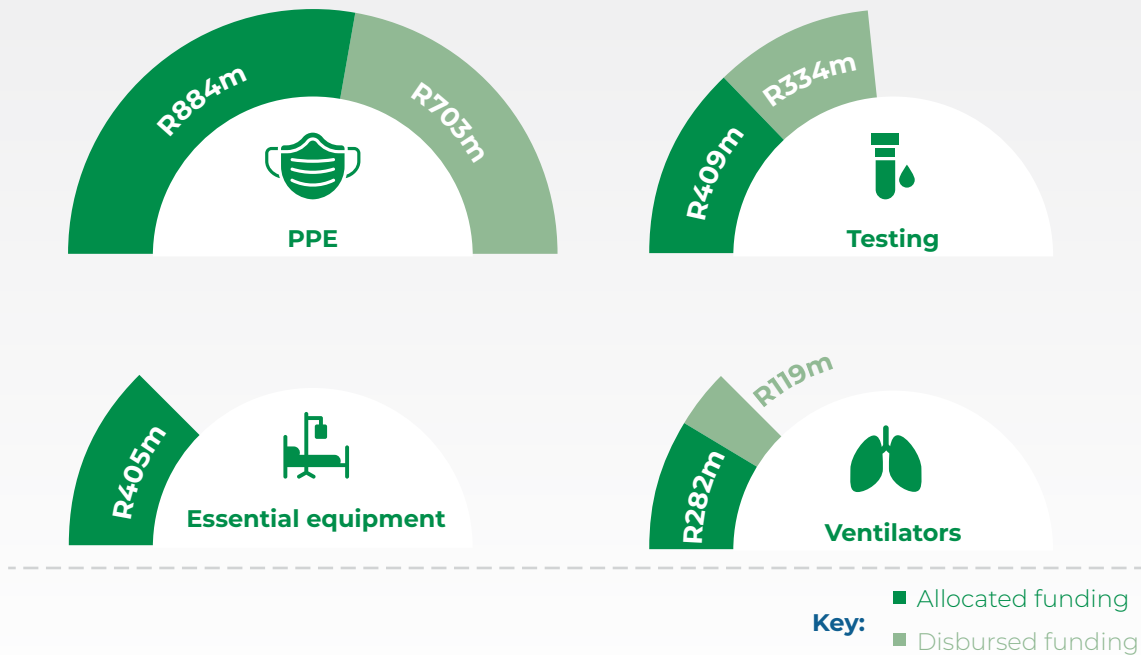 R884m
R703m
PPE
R409m
R334m
Testing
R405m
Essential equipment
R282m
R119m
Ventilators
Key:
Allocated funding
Disbursed funding